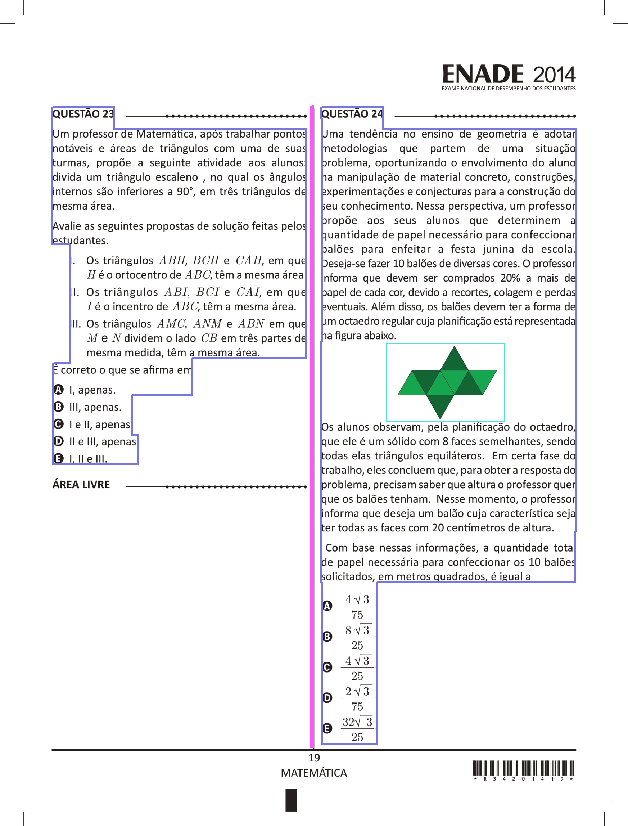 ENADE 2014
EXAME NACIONAL DE DESEMPENHO DOS ESTUDANTES
QUESTÃO 23
Um professor de Matemática, após trabalhar pontos
notáveis e áreas de triângulos com uma de suas
turmas, propõe a seguinte atividade aos alunos:
divida um triângulo escaleno , no qual os ângulos
internos são inferiores a 90°, em três triângulos de
mesma área.
Avalie as seguintes propostas de solução feitas pelos
estudantes.
I. Os triângulos ABH, BCH e CAH, em que
H é o ortocentro de ABC, têm a mesma área
II. Os triângulos ABI, BCI e CAI, em que
I é o incentro de ABC, têm a mesma área.
III. Os triângulos AMC, ANM e ABN em que
M e N dividem o lado CB em três partes de
mesma medida, têm a mesma área.
É correto o que se afirma em
A I, apenas.
B III, apenas.
C I e II, apenas
D II e III, apenas
E I, II e III.
ÁREA LIVRE
QUESTÃO 24
Uma tendência no ensino de geometria é adotar
metodologias que partem de uma situação
problema, oportunizando o envolvimento do aluno
na manipulação de material concreto, construções,
experimentações e conjecturas para a construção do
seu conhecimento. Nessa perspectiva, um professor
propõe aos seus alunos que determinem a
quantidade de papel necessário para confeccionar
balões para enfeitar a festa junina da escola.
Deseja-se fazer 10 balões de diversas cores. O professor
informa que devem ser comprados 20% a mais de
papel de cada cor, devido a recortes, colagem e perdas
eventuais. Além disso, os balões devem ter a forma de
um octaedro regular cuja planificação está representada
na figura abaixo.
Os alunos observam, pela planificação do octaedro,
que ele é um sólido com 8 faces semelhantes, sendo
todas elas triângulos equiláteros. Em certa fase do
trabalho, eles concluem que, para obter a resposta do
problema, precisam saber que altura o professor quer
que os balões tenham. Nesse momento, o professor
informa que deseja um balão cuja característica seja
ter todas as faces com 20 centímetros de altura.
Com base nessas informações, a quantidade total
de papel necessária para confeccionar os 10 balões
solicitados, em metros quadrados, é igual a
A 4√3
75
B 8√3
25
C 4√3
25
D 2√3
75
E 32√3
25
19
MATEMÁTICA
*R3420141​9*